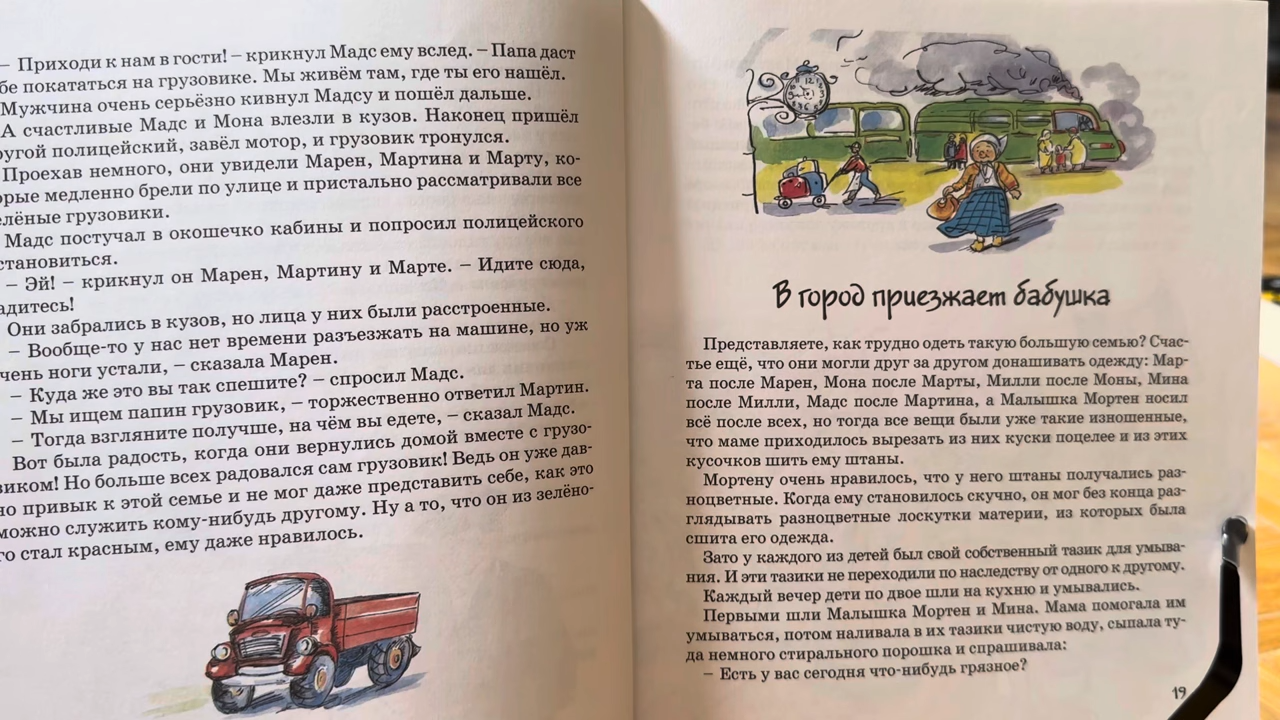 – Приходи к нам в гости! – крикнул Мадс ему вслед. – Папа даст
бе покататься на грузовике. Мы живём там, где ты его нашёл.
Мужчина очень серьёзно кивнул Мадсу и пошёл дальше.
А счастливые Мадс и Мона влезли в кузов. Наконец пришёл
ругой полицейский, завёл мотор, и грузовик тронулся.
Проехав немного, они увидели Марен, Мартина и Марту, ко-
орые медленно брели по улице и пристально рассматривали все
елёные грузовики.
Мадс постучал в окошечко кабины и попросил полицейского
становиться.
– Эй! – крикнул он Марен, Мартину и Марте. – Идите сюда,
адитесь!
Они забрались в кузов, но лица у них были расстроенные.
– Вообще-то у нас нет времени разъезжать на машине, но уж
чень ноги устали, – сказала Марен.
– Куда же это вы так спешите? – спросил Мадс.
– Мы ищем папин грузовик, – торжественно ответил Мартин.
– Тогда взгляните получше, на чём вы едете, – сказал Мадс.
Вот была радость, когда они вернулись домой вместе с грузо-
виком! Но больше всех радовался сам грузовик! Ведь он уже дав-
но привык к этой семье и не мог даже представить себе, как это
можно служить кому-нибудь другому. Ну а то, что он из зелёно-
го стал красным, ему даже нравилось.
В город приезжает бабушка
Представляете, как трудно одеть такую большую семью? Счас-
тье ещё, что они могли друг за другом донашивать одежду: Мар-
та после Марен, Мона после Марты, Милли после Моны, Мина
после Милли, Мадс после Мартина, а Малышка Мортен носил
всё после всех, но тогда все вещи были уже такие изношенные,
что маме приходилось вырезать из них куски поцелее и из этих
кусочков шить ему штаны.
Мортену очень нравилось, что у него штаны получались раз-
ноцветные. Когда ему становилось скучно, он мог без конца раз-
глядывать разноцветные лоскутки материи, из которых была
сшита его одежда.
Зато у каждого из детей был свой собственный тазик для умыва-
ния. И эти тазики не переходили по наследству от одного к другому.
Каждый вечер дети по двое шли на кухню и умывались.
Первыми шли Малышка Мортен и Мина. Мама помогала им
умываться, потом наливала в их тазики чистую воду, сыпала ту-
да немного стирального порошка и спрашивала:
– Есть у вас сегодня что-нибудь грязное?
19